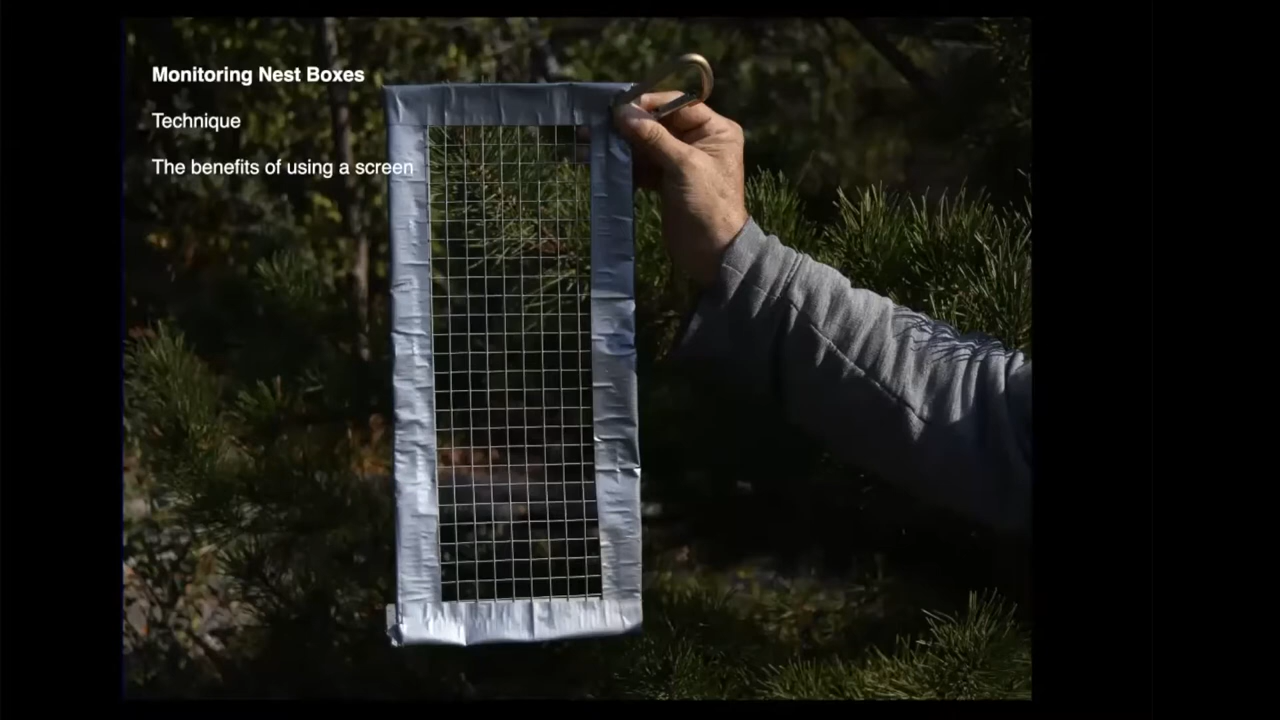 Monitoring Nest Boxes
Technique
The benefits of using a screen